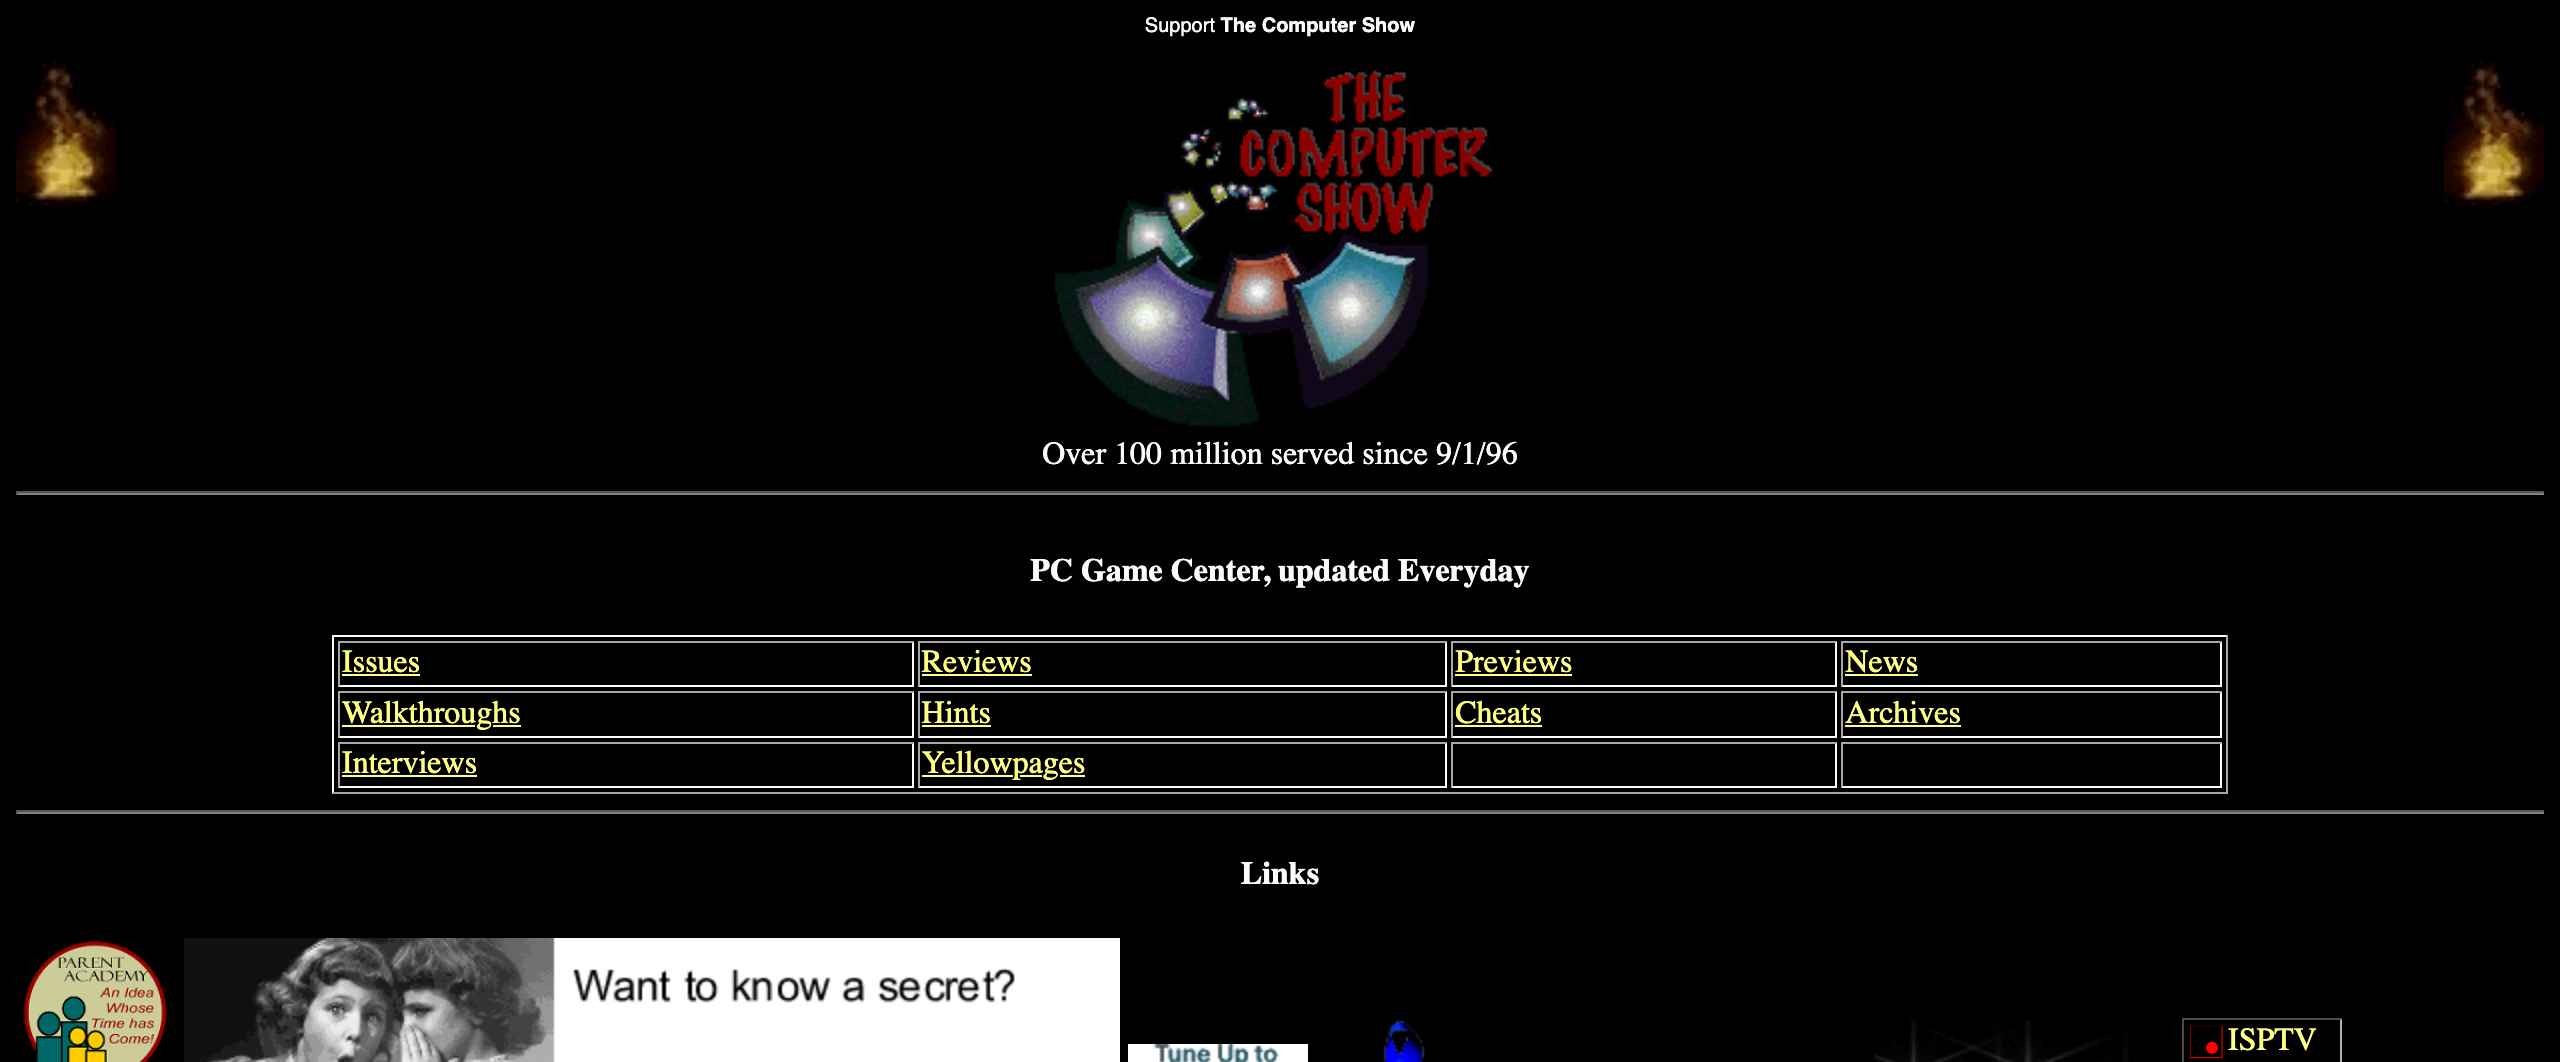 Support The Computer Show
THE
COMPUTER
SHOW
Over 100 million served since 9/1/96
PC Game Center, updated Everyday
Issues Reviews Previews News
Walkthroughs Hints Cheats Archives
Interviews Yellowpages
Links
PARENT
ACADEMY
An Idea
Whose
Time has
Come!
Want to know a secret?
Tune Up to
ISPTV